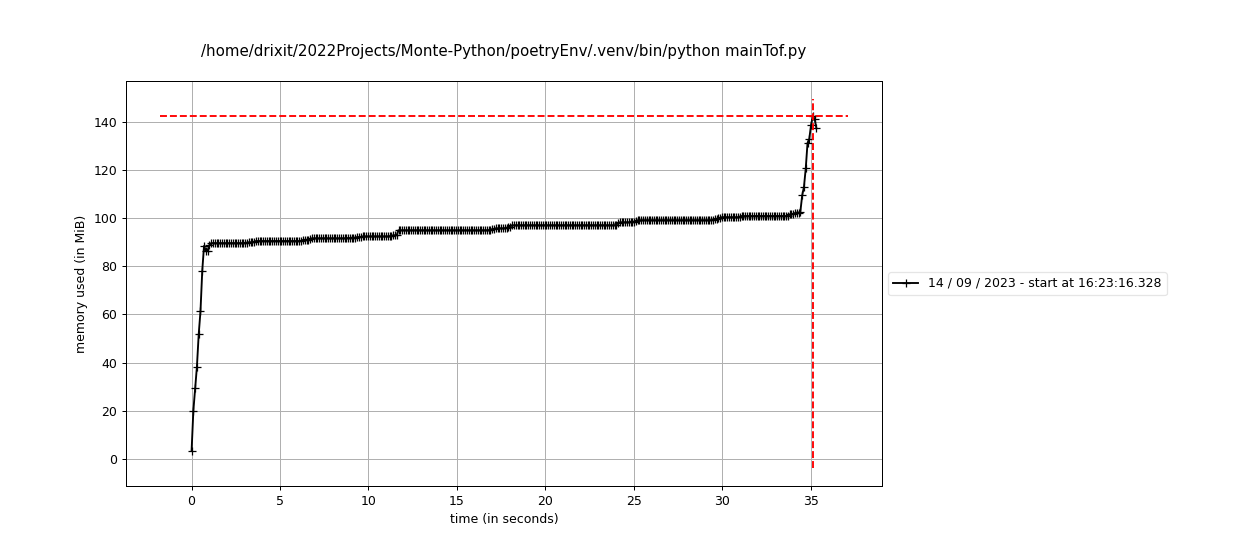 /home/drixit/2022Projects/Monte-Python/poetryEnv/.venv/bin/python mainTof.py
140
120
100
80
60
40
20
0
memory used (in MiB)
0 5 10 15 20 25 30 35
time (in seconds)
14 / 09 / 2023 - start at 16:23:16.328